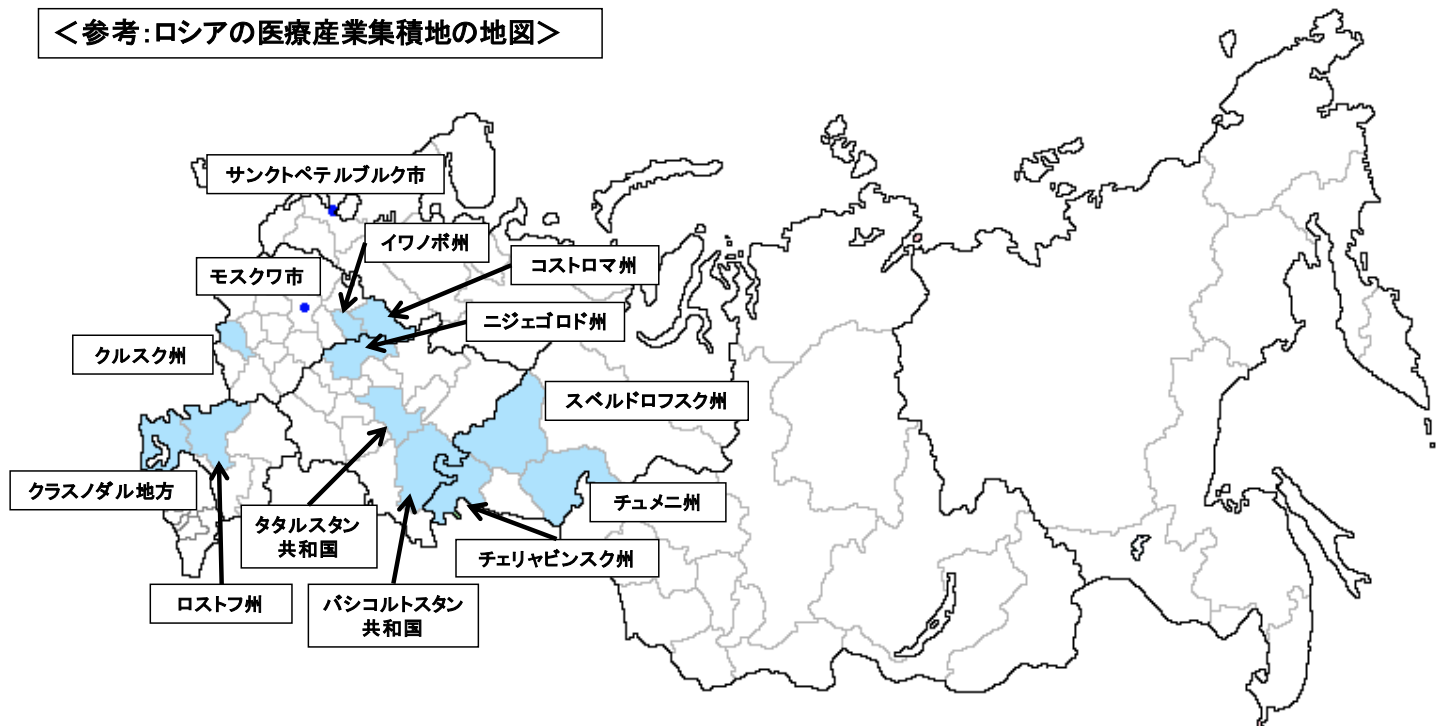 ＜参考：ロシアの医療産業集積地の地図＞
サンクトペテルブルク市
イワノボ州
コストロマ州
モスクワ市
ニジェゴロド州
クルスク州
スベルドロフスク州
クラスノダル地方
チュメニ州
タタルスタン
共和国
チェリャビンスク州
ロストフ州
バシコルトスタン
共和国